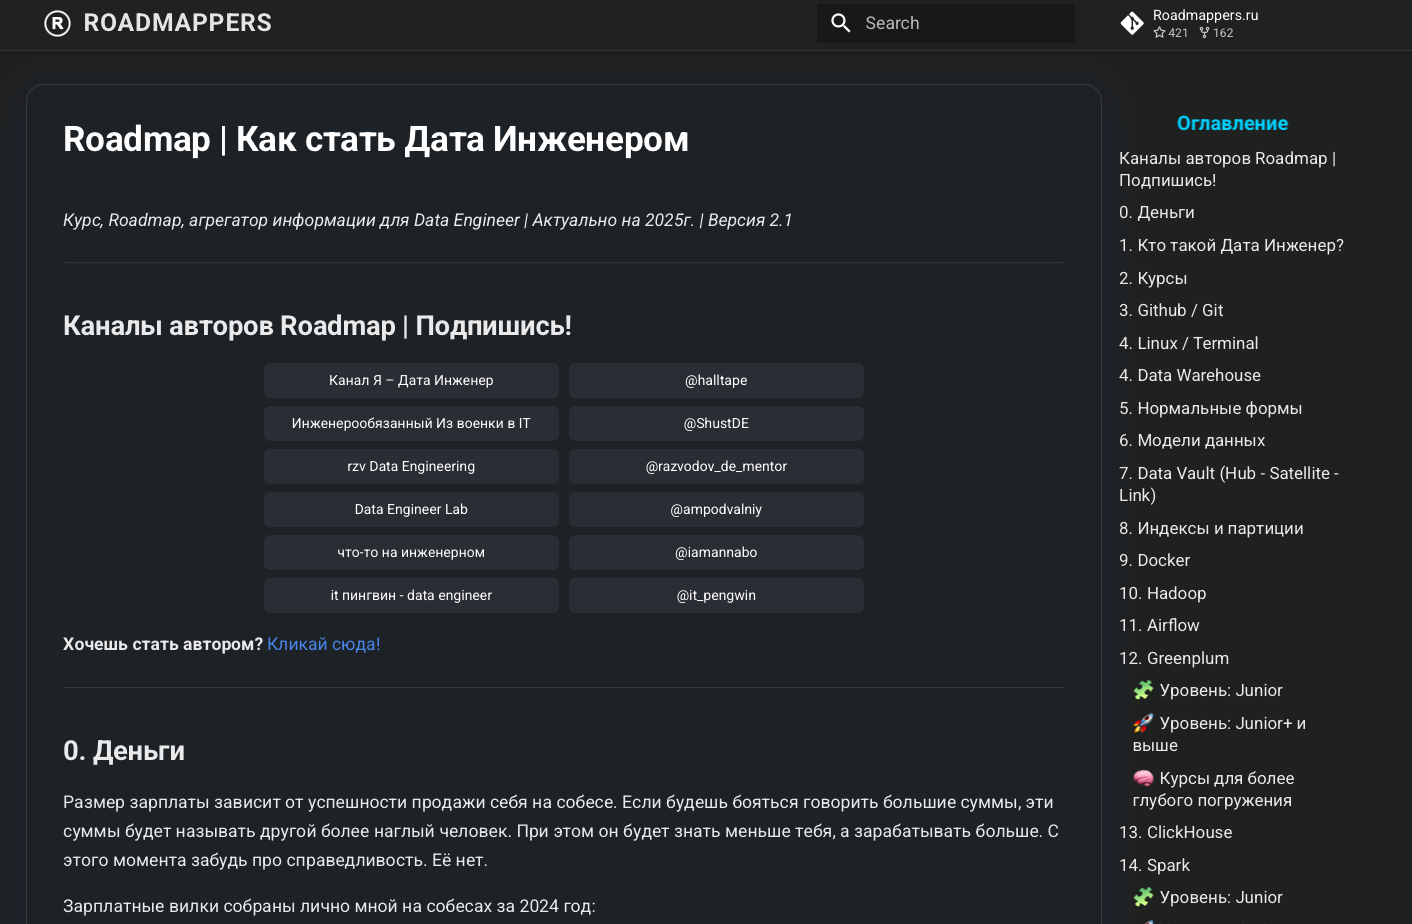 ROADMAPPERS
Search
Roadmappers.ru
421 162
Roadmap | Как стать Дата Инженером
Курс, Roadmap, агрегатор информации для Data Engineer | Актуально на 2025г. | Версия 2.1
Каналы авторов Roadmap | Подпишись!
Канал Я – Дата Инженер @halltape
Инженерообязанный Из военки в IT @ShustDE
rzv Data Engineering @razvodov_de_mentor
Data Engineer Lab @ampodvalniy
что-то на инженерном @iamannabo
it пингвин - data engineer @it_pengwin
Хочешь стать автором? Кликай сюда!
0. Деньги
Размер зарплаты зависит от успешности продажи себя на собесе. Если будешь бояться говорить большие суммы, эти
суммы будет называть другой более наглый человек. При этом он будет знать меньше тебя, а зарабатывать больше. С
этого момента забудь про справедливость. Её нет.
Зарплатные вилки собраны лично мной на собесах за 2024 год:
Оглавление
Каналы авторов Roadmap |
Подпишись!
0. Деньги
1. Кто такой Дата Инженер?
2. Курсы
3. Github / Git
4. Linux / Terminal
4. Data Warehouse
5. Нормальные формы
6. Модели данных
7. Data Vault (Hub - Satellite -
Link)
8. Индексы и партиции
9. Docker
10. Hadoop
11. Airflow
12. Greenplum
🧩 Уровень: Junior
🚀 Уровень: Junior+ и
выше
🧠 Курсы для более
глубого погружения
13. ClickHouse
14. Spark
🧩 Уровень: Junior